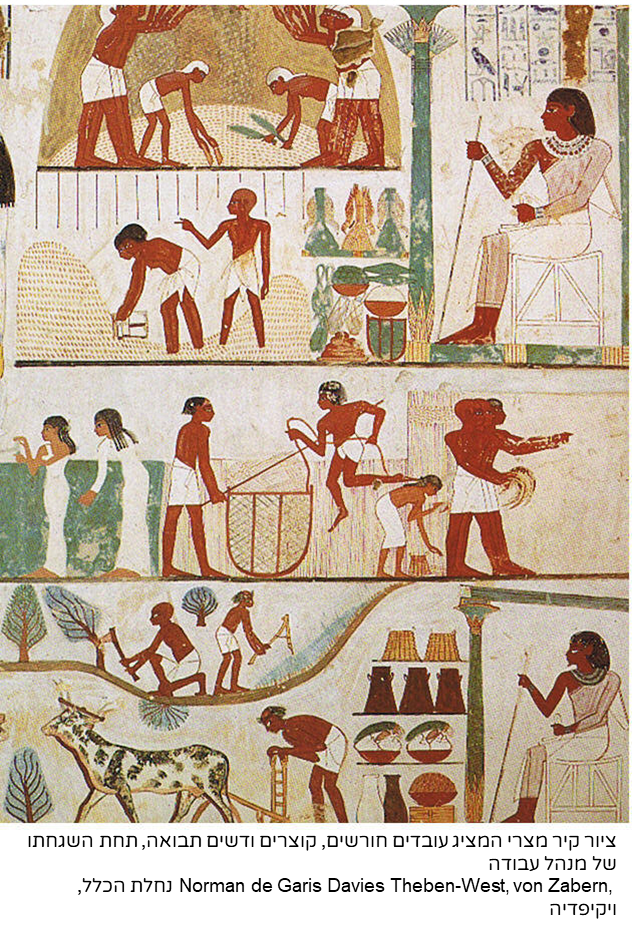 ציור קיר מצרי המציג עובדים חורשים, קוצרים ודשים תבואה, תחת השגחתו
של מנהל עבודה
Norman de Garis Davies Theben-West, von Zabern, נחלת הכלל,
ויקיפדיה